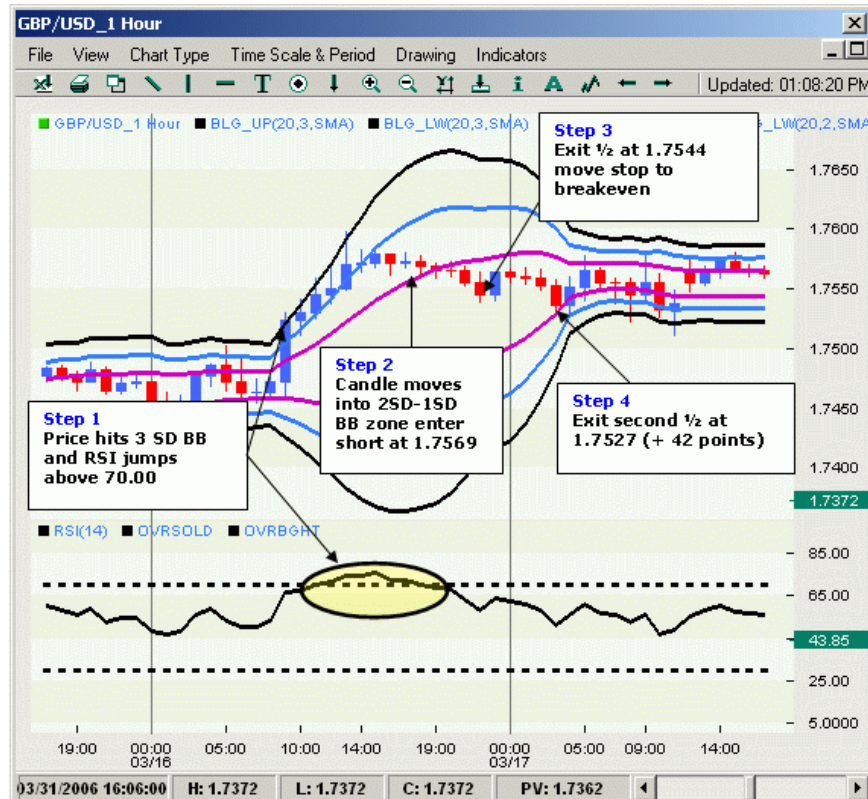 GBP/USD_1 Hour
File View Chart Type Time Scale & Period Drawing Indicators
T i A Updated: 01:08:20 PM
GBP/USD_1 Hour BLG_UP(20,3,SMA) BLG_LW(20,3,SMA) G_LW(20,2,SMA
Step 3
Exit ½ at 1.7544
move stop to
breakeven
1.7650
1.7600
1.7550
1.7500
1.7450
1.7400
1.7372
Step 2
Candle moves
into 2SD-1SD
BB zone enter
short at 1.7569
Step 1
Price hits 3 SD BB
and RSI jumps
above 70.00
Step 4
Exit second ½ at
1.7527 (+ 42 points)
RSI(14) OVRSOLD OVRBGHT
85.00
65.00
43.85
25.00
5.0000
19:00 00:00 05:00 10:00 14:00 19:00 00:00 05:00 09:00 14:00
03/16 03/17
03/31/2006 16:06:00 H: 1.7372 L: 1.7372 C: 1.7372 PV: 1.7362